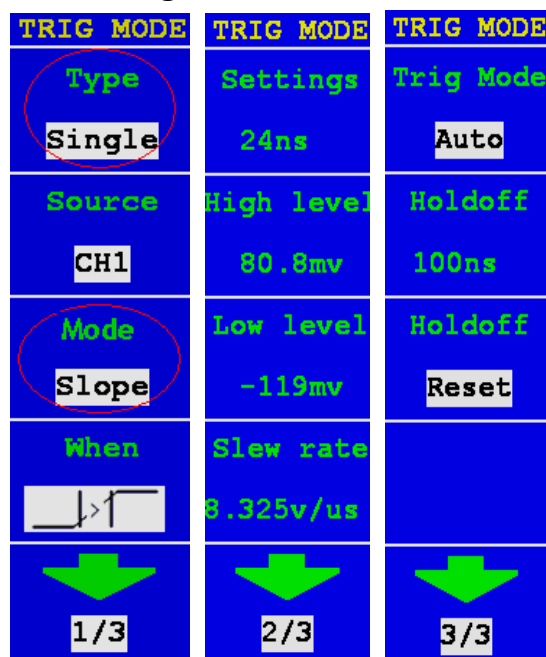 TRIG MODE
Type
Single
Source
CH1
Mode
Slope
When
>
1/3
TRIG MODE
Settings
24ns
High level
80.8mv
Low level
-119mv
Slew rate
8.325v/us
2/3
TRIG MODE
Trig Mode
Auto
Holdoff
100ns
Holdoff
Reset
3/3